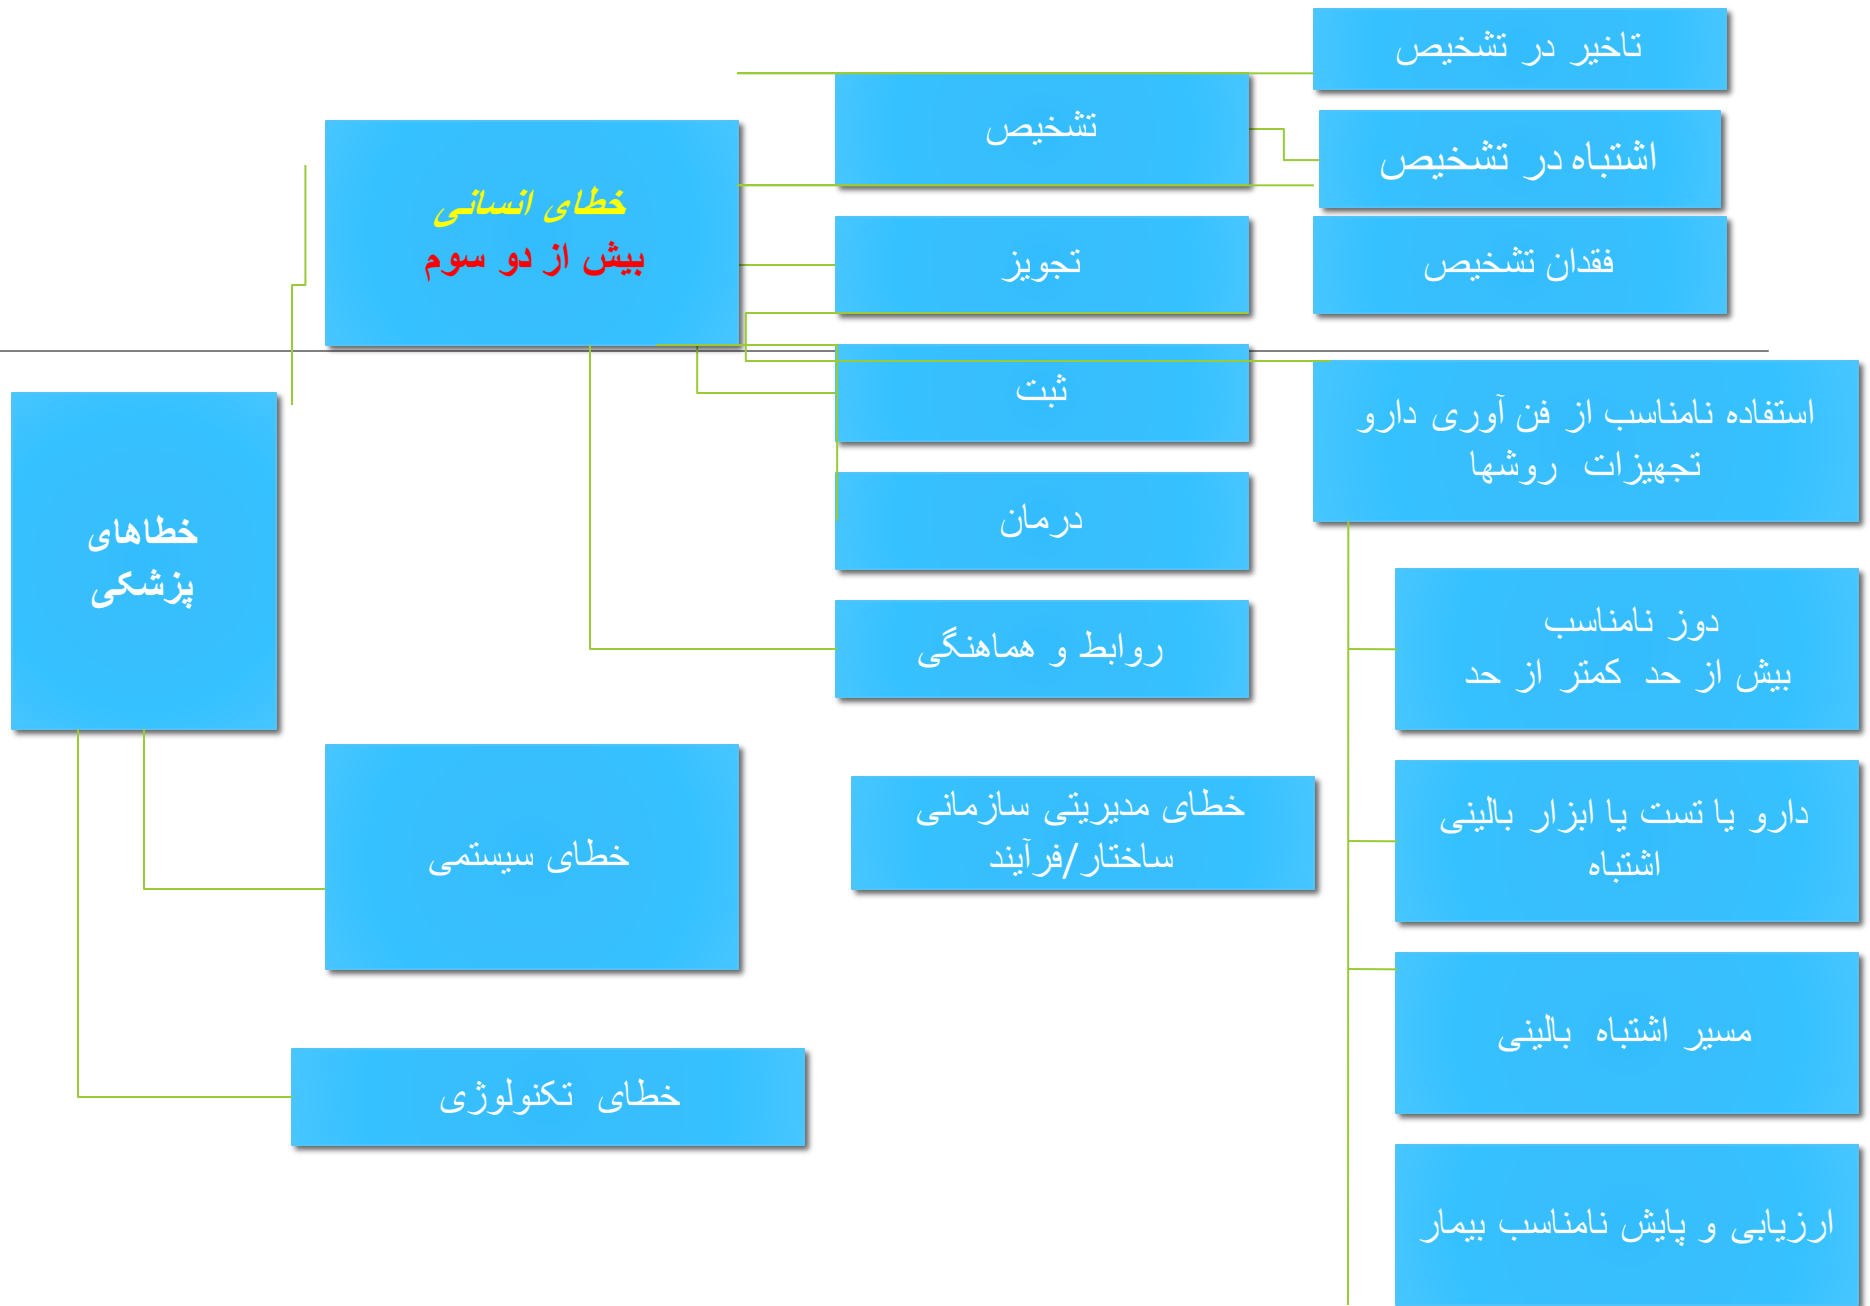 خطاهای
پزشکی
خطای انسانی
بیش از دو سوم
تشخیص
تاخیر در تشخیص
اشتباه در تشخیص
فقدان تشخیص
تجویز
استفاده نامناسب از فن آوری دارو
تجهیزات روشها
دوز نامناسب
بیش از حد کمتر از حد
دارو یا تست یا ابزار بالینی
اشتباه
مسیر اشتباه بالینی
ارزیابی و پایش نامناسب بیمار
ثبت
درمان
روابط و هماهنگی
خطای سیستمی
خطای مدیریتی سازمانی
ساختار/فرآیند
خطای تکنولوژی